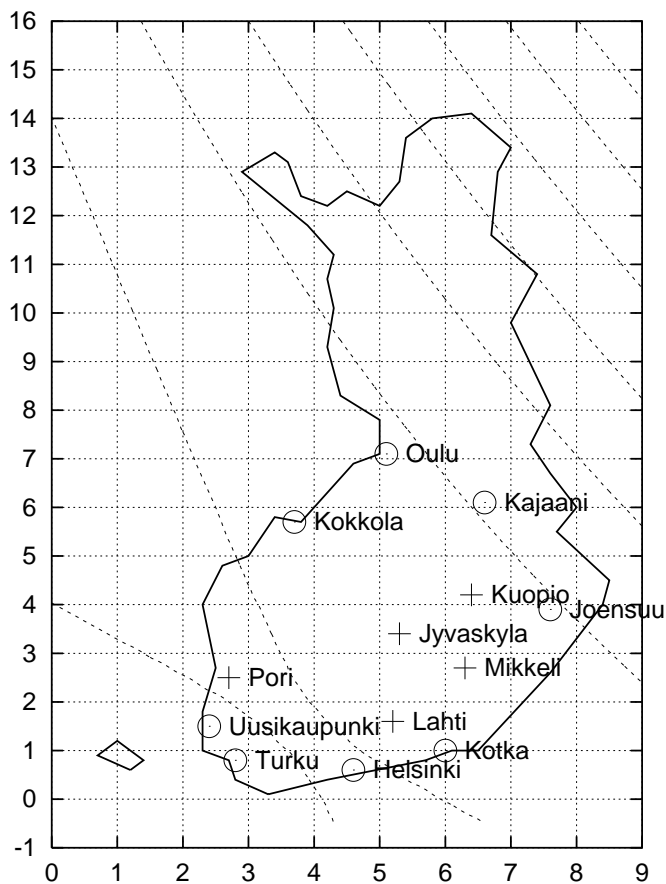 16
15
14
13
12
11
10
9
8
7
Oulu
6
Kajaani
Kokkola
5
4
Kuopio
Joensuu
Jyvaskyla
3
Mikkeli
Pori
2
Uusikaupunki
Lahti
1
Kotka
Turku
Helsinki
0
-1
0 1 2 3 4 5 6 7 8 9